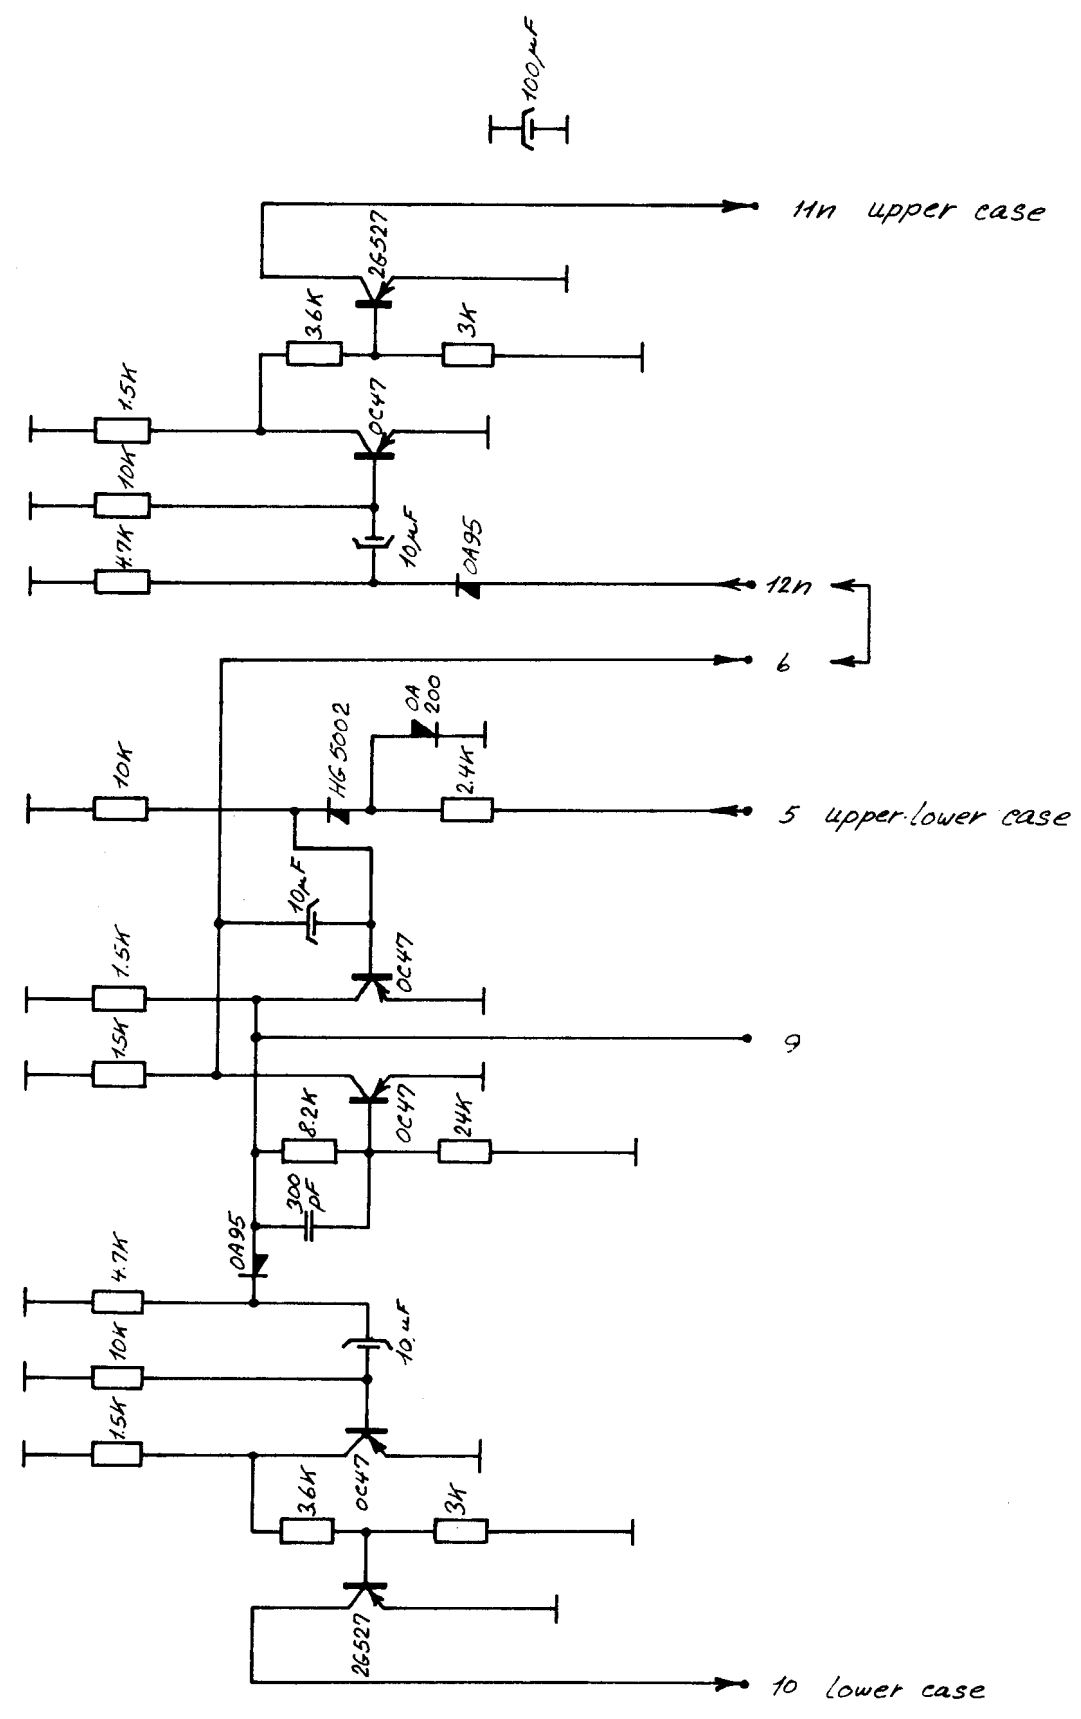 100µF
11n upper case
2G527
3.6K
3K
1.5K
OC47
10K
10µF
OA95
4.7K
12n
6
OA
200
HG5002
10K
2.4K
5 upper-lower case
10µF
1.5K
OC47
9
1.5K
8.2K
OC47
24K
300
pF
OA95
4.7K
10µF
10K
1.5K
OC47
3.6K
3K
2G527
10 lower case